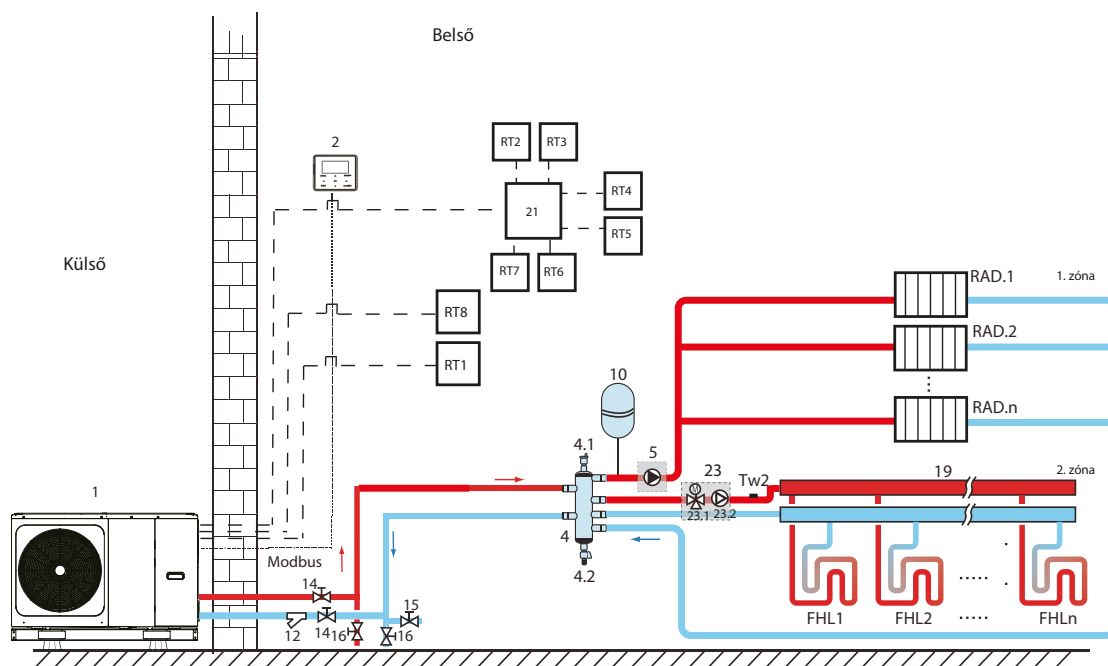 Belső
Külső
2
RT2
RT3
21
RT4
RT5
RT7
RT6
RT8
RT1
RAD.1
1. zóna
RAD.2
RAD.n
10
4.1
5
23
Tw2
19
2. zóna
M
23.1
23.2
4
4.2
1
Modbus
14
12
14
16
16
15
FHL1
FHL2
FHLn